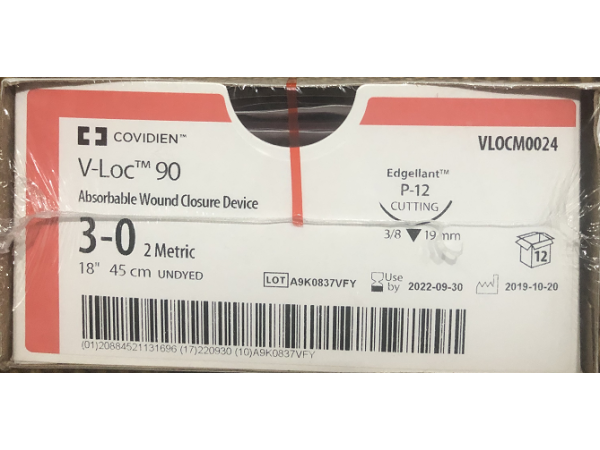 COVIDIEN™
VLOCM0024
V-Loc™ 90
Absorbable Wound Closure Device
Edgellant™
P-12
CUTTING
3/8 19 mm
3-0 2 Metric
18" 45 cm UNDYED
12
LOT A9K0837VFY
Use by 2022-09-30
2019-10-20
(01)20884521131696 (17)220930 (10)A9K0837VFY